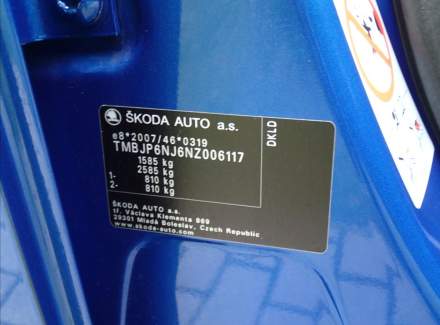 ŠKODA AUTO a.s.
e8*2007/46*0319
TMBJP6NJ6NZ006117
1585 kg
2585 kg
1- 810 kg
2- 810 kg
DKLD
ŠKODA AUTO a.s.
tř. Václava Klementa 869
29301 Mladá Boleslav, Czech Republic
www.skoda-auto.com